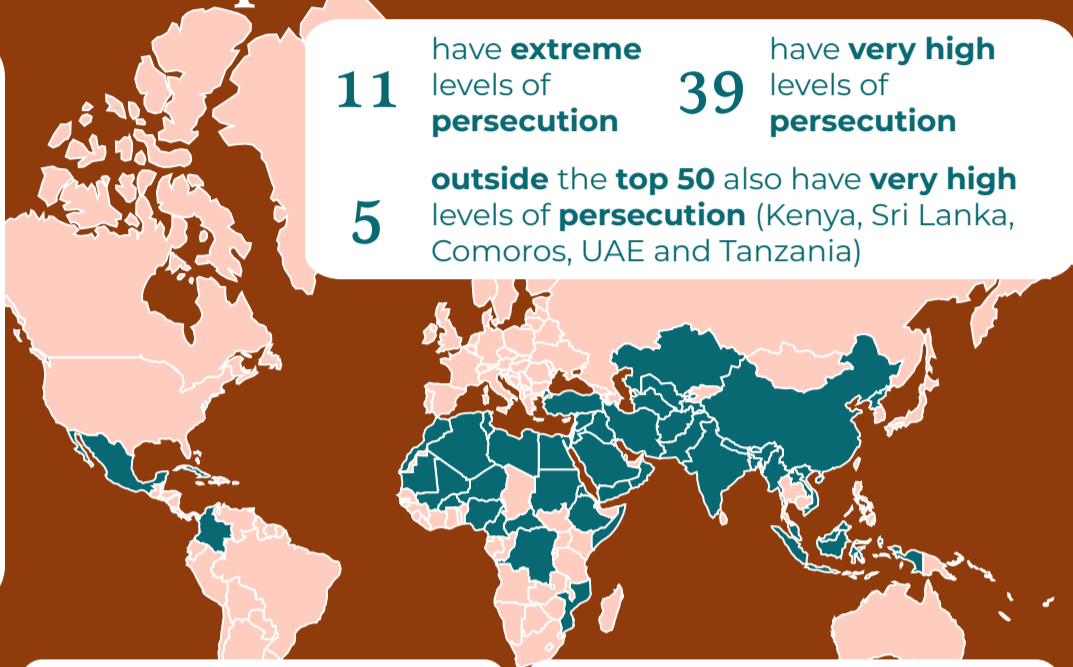 11
have extreme
levels of
persecution
39
have very high
levels of
persecution
5
outside the top 50 also have very high
levels of persecution (Kenya, Sri Lanka,
Comoros, UAE and Tanzania)